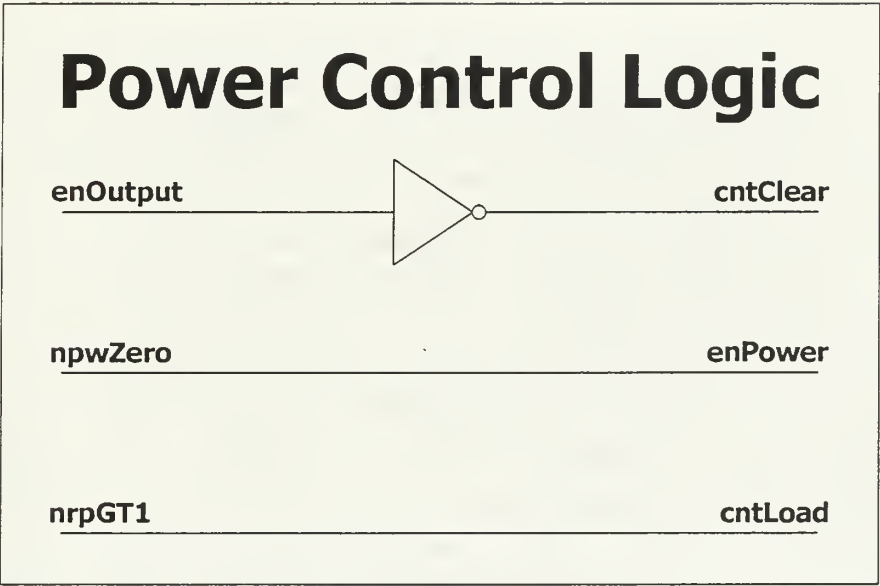 Power Control Logic
enOutput cntClear
npwZero enPower
nrpGT1 cntLoad